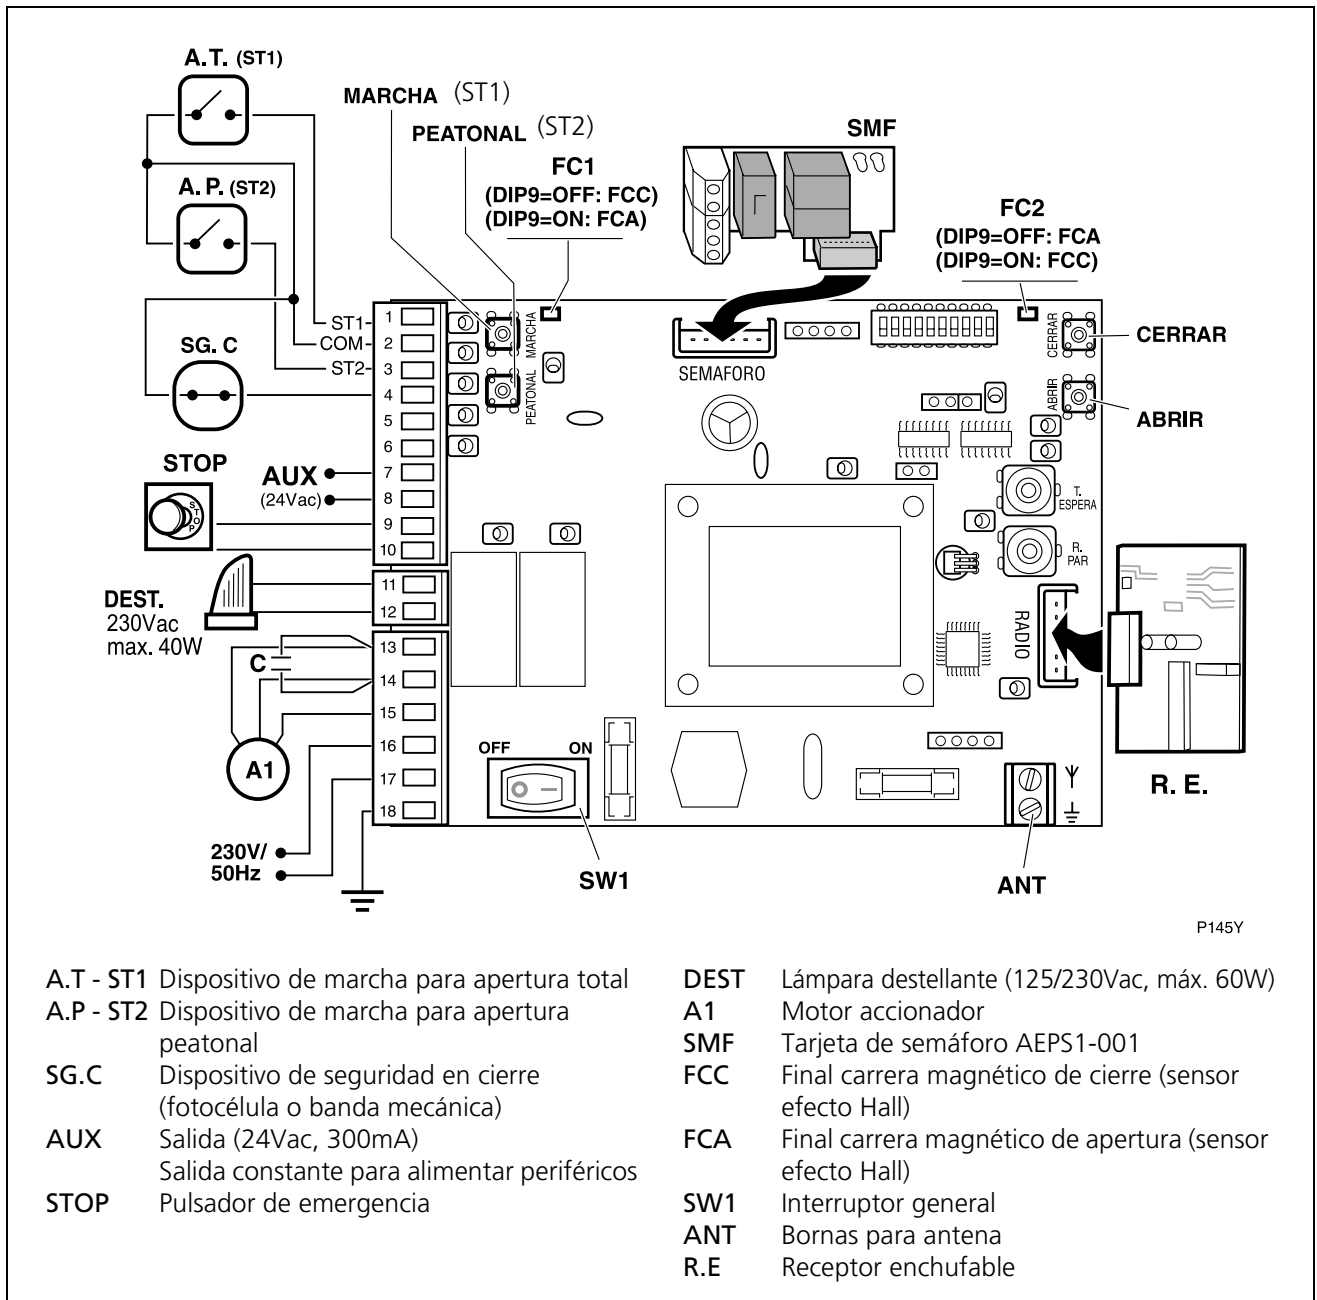 A.T. (ST1)
MARCHA (ST1)
PEATONAL (ST2)
SMF
FC1
(DIP9=OFF: FCC)
(DIP9=ON: FCA)
A. P. (ST2)
FC2
(DIP9=OFF: FCA
(DIP9=ON: FCC)
ST1
COM
ST2
1
2
3
4
5
6
7
8
9
10
11
12
13
14
15
16
17
18
MARCHA
PEATONAL
SEMAFORO
CERRAR
ABRIR
CERRAR
ABRIR
SG. C
STOP
STOP
AUX
(24Vac)
T.
ESPERA
R.
PAR
DEST.
230Vac
max. 40W
RADIO
C
A1
OFF ON
R. E.
230V/
50Hz
SW1
ANT
P145Y
A.T - ST1 Dispositivo de marcha para apertura total
A.P - ST2 Dispositivo de marcha para apertura
peatonal
SG.C Dispositivo de seguridad en cierre
(fotocélula o banda mecánica)
AUX Salida (24Vac, 300mA)
Salida constante para alimentar periféricos
STOP Pulsador de emergencia
DEST Lámpara destellante (125/230Vac, máx. 60W)
A1 Motor accionador
SMF Tarjeta de semáforo AEPS1-001
FCC Final carrera magnético de cierre (sensor
efecto Hall)
FCA Final carrera magnético de apertura (sensor
efecto Hall)
SW1 Interruptor general
ANT Bornas para antena
R.E Receptor enchufable